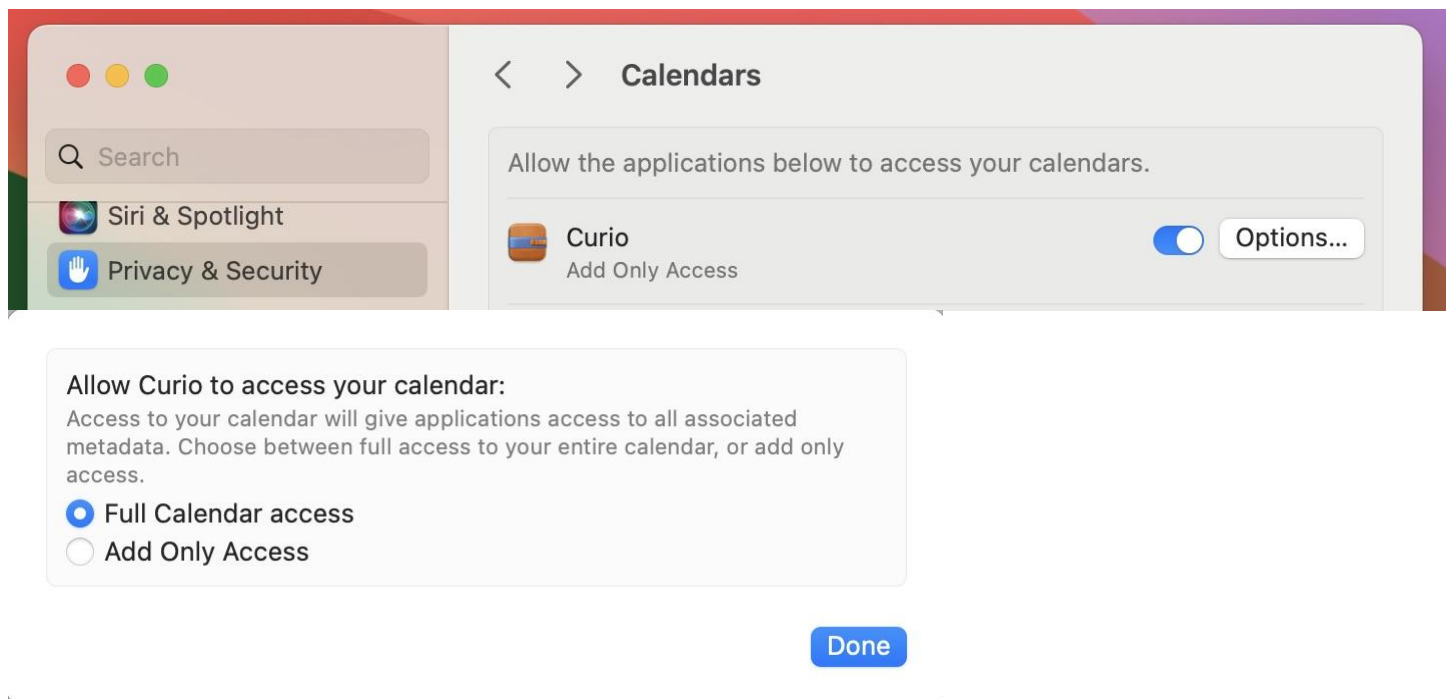 Calendars
Search
Allow the applications below to access your calendars.
Siri & Spotlight
Curio
Options...
Privacy & Security
Add Only Access
Allow Curio to access your calendar:
Access to your calendar will give applications access to all associated
metadata. Choose between full access to your entire calendar, or add only
access.
Full Calendar access
Add Only Access
Done